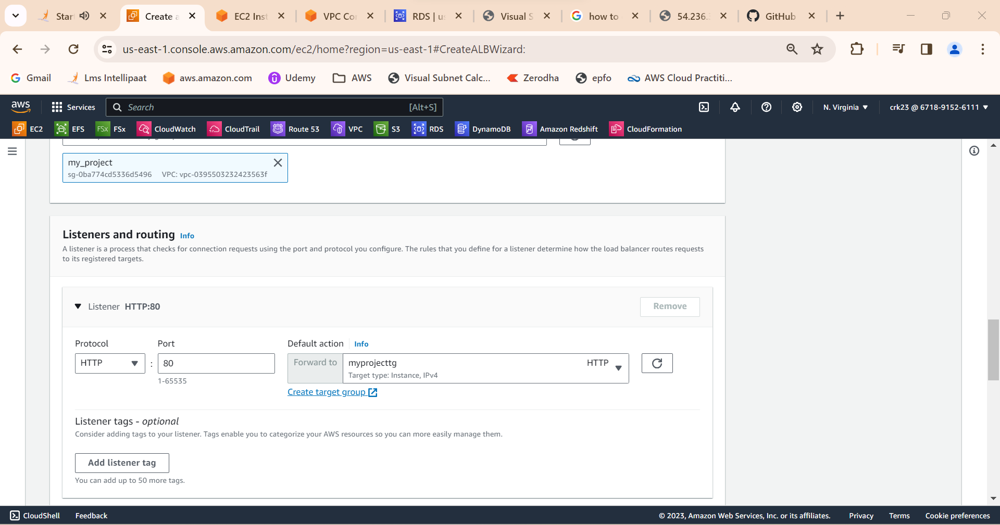 Star
Create a
EC2 Inst
VPC Co
RDS | us
Visual S
how to
54.236.
GitHub
us-east-1.console.aws.amazon.com/ec2/home?region=us-east-1#CreateALBWizard:
Gmail
Lms Intellipaat
aws.amazon.com
Udemy
AWS
Visual Subnet Calc...
Zerodha
epfo
AWS Cloud Practiti...
aws
Services
Search
[Alt+S]
N. Virginia
crk23 @ 6718-9152-6111
EC2
EFS
FSx
FSx
CloudWatch
CloudTrail
Route 53
VPC
S3
RDS
DynamoDB
Amazon Redshift
CloudFormation
my_project
sg-0ba774cd5336d5496 VPC: vpc-0395503232423563f
Listeners and routing Info
A listener is a process that checks for connection requests using the port and protocol you configure. The rules that you define for a listener determine how the load balancer routes requests
to its registered targets.
Listener HTTP:80
Remove
Protocol
Port
Default action
Info
HTTP
:
80
1-65535
Forward to
myprojecttg
HTTP
Target type: Instance, IPv4
Create target group
Listener tags - optional
Consider adding tags to your listener. Tags enable you to categorize your AWS resources so you can more easily manage them.
Add listener tag
You can add up to 50 more tags.
CloudShell
Feedback
© 2023, Amazon Web Services, Inc. or its affiliates.
Privacy
Terms
Cookie preferences